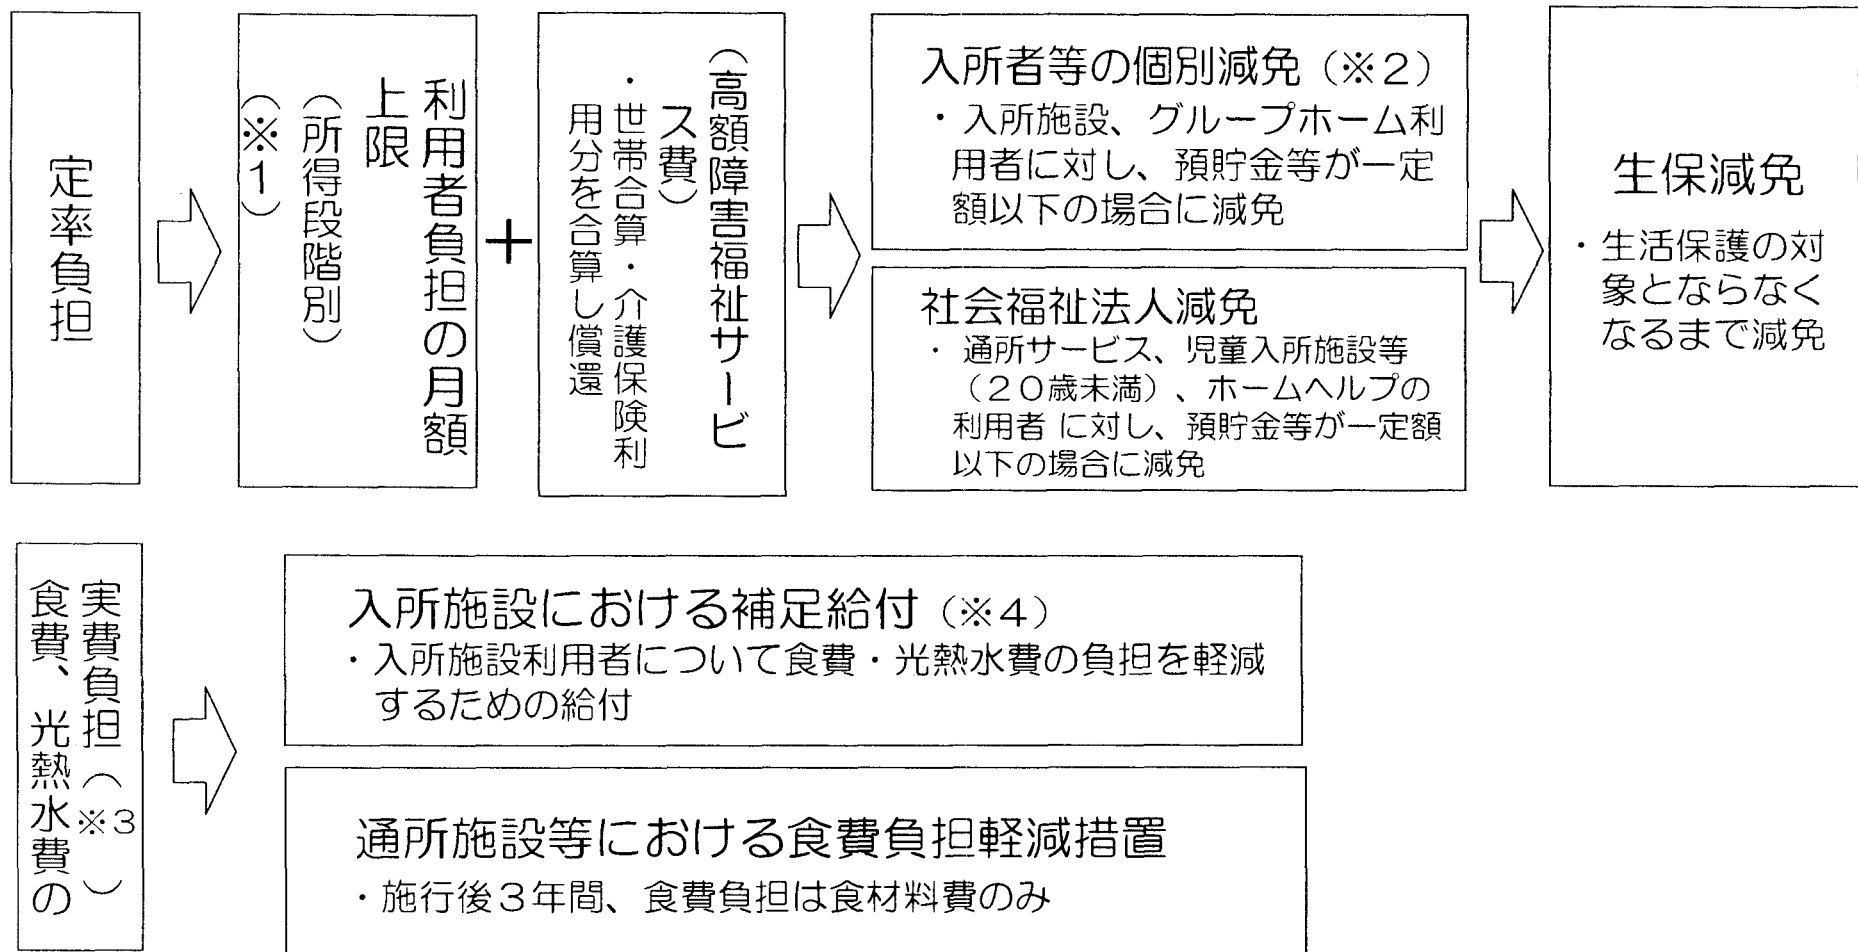 定率負担
利用者負担の月額
上限
（所得段階別）
（※１）
＋
（高額障害福祉サービ
ス費）
・世帯合算・介護保険利
用分を合算し償還
入所者等の個別減免（※２）
・入所施設、グループホーム利
用者に対し、預貯金等が一定
額以下の場合に減免
社会福祉法人減免
・通所サービス、児童入所施設等
（２０歳未満）、ホームヘルプの
利用者 に対し、預貯金等が一定額
以下の場合に減免
生保減免
・生活保護の対
象とならなく
なるまで減免
食費、光熱水費の
実費負担（※３）
入所施設における補足給付（※４）
・入所施設利用者について食費・光熱水費の負担を軽減
するための給付
通所施設等における食費負担軽減措置
・施行後３年間、食費負担は食材料費のみ